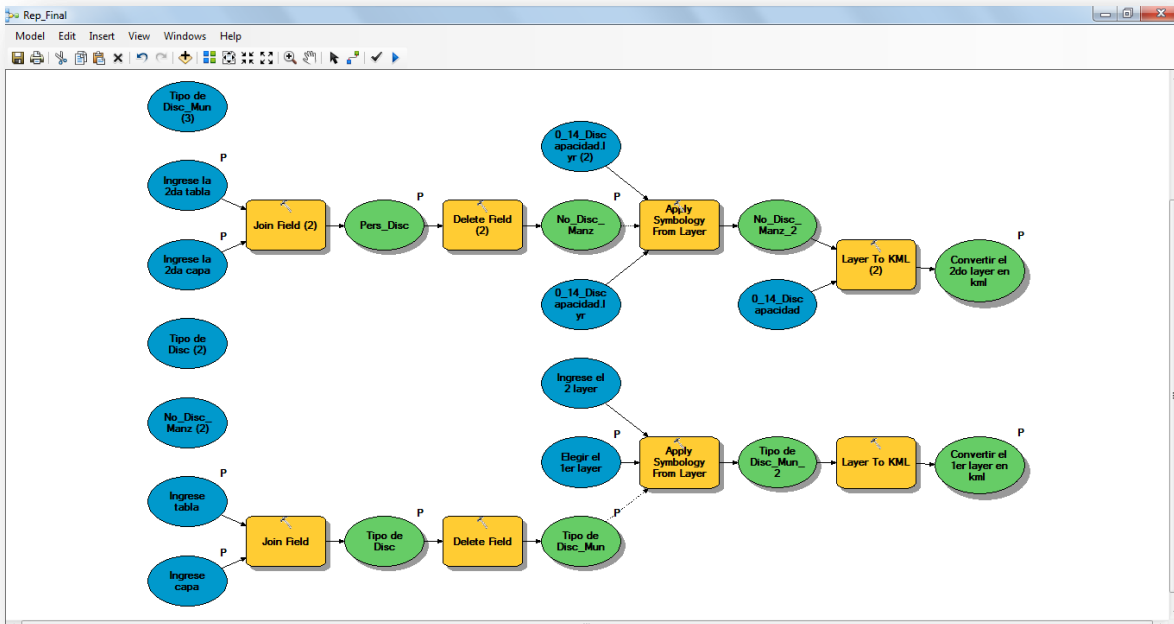 Rep_Final
Model Edit Insert View Windows Help
Tipo de
Disc_Mun
(3)
P
Ingrese la
2da tabla
P
Ingrese la
2da capa
Join Field (2)
P
Pers_Disc
Delete Field
(2)
P
No_Disc_
Manz
0_14_Disc
apacidad.l
yr (2)
0_14_Disc
apacidad.l
yr
Apply
Symbology
From Layer
No_Disc_
Manz_2
0_14_Disc
apacidad
Layer To KML
(2)
P
Convertir el
2do layer en
kml
Tipo de
Disc (2)
No_Disc_
Manz (2)
P
Ingrese
tabla
P
Ingrese
capa
Join Field
P
Tipo de
Disc
Delete Field
P
Tipo de
Disc_Mun
Ingrese el
2 layer
P
Elegir el
1er layer
Apply
Symbology
From Layer
Tipo de
Disc_Mun_
2
Layer To KML
P
Convertir el
1er layer en
kml